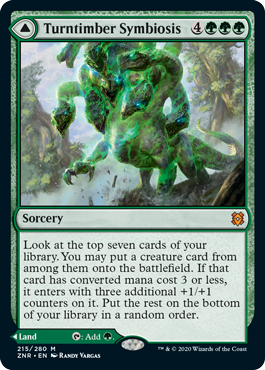 Turntimber Symbiosis 4
Sorcery
Look at the top seven cards of your
library. You may put a creature card from
among them onto the battlefield. If that
card has converted mana cost 3 or less,
it enters with three additional +1/+1
counters on it. Put the rest on the bottom
of your library in a random order.
Land : Add
215/280 M
ZNR • EN RANDY VARGAS
™ & © 2020 Wizards of the Coast